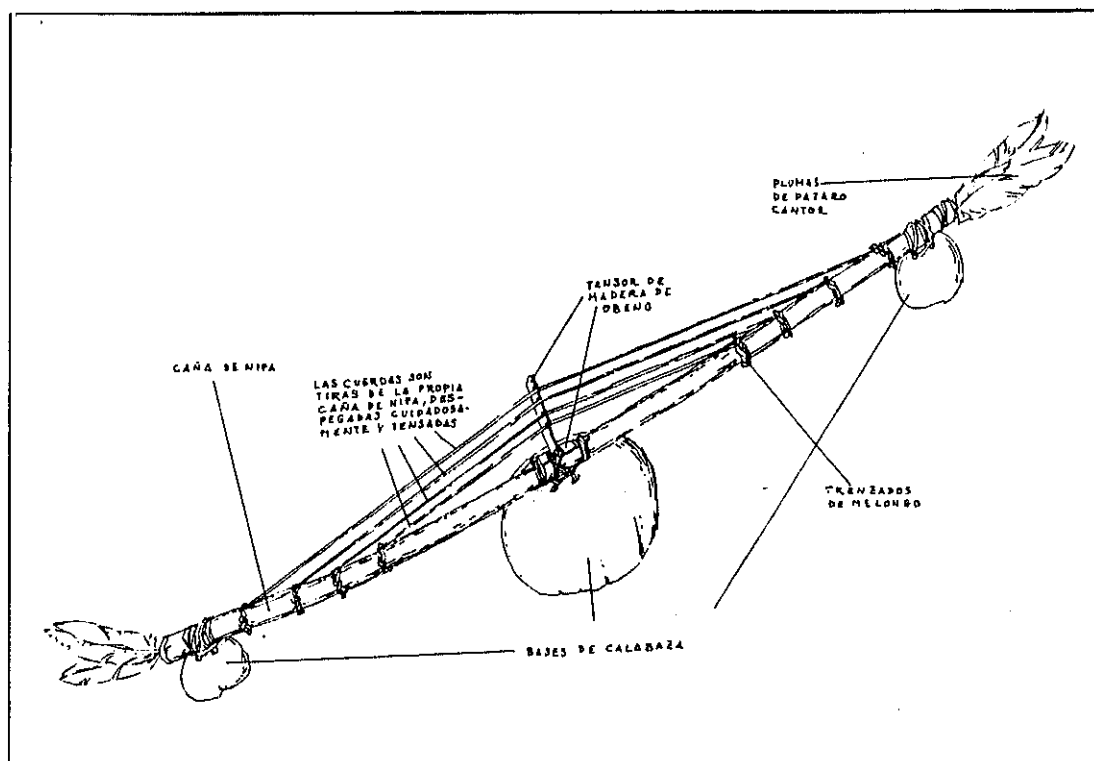 PLUMAS
DE PAJARO
CANTOR
TENSOR DE
MADERA DE
OBENG
CAÑA DE NIPA
LAS CUERDAS SON
TIRAS DE LA PROPIA
CAÑA DE NIPA, DES-
PEGADAS CUIDADOSA-
MENTE Y TENSADAS
TRENZADOS
DE MELONGO
BASES DE CALABAZA